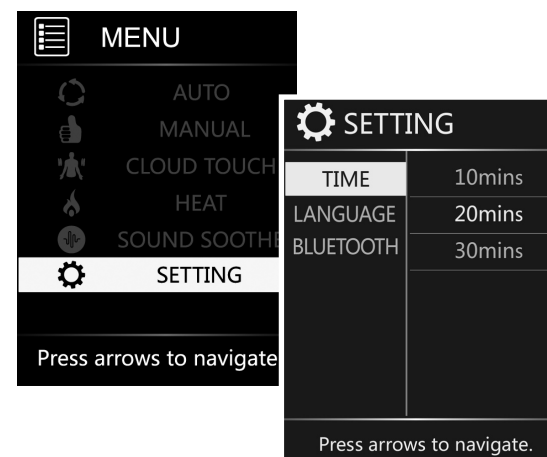 MENU
AUTO
MANUAL
CLOUD TOUCH
HEAT
SOUND SOOTHE
SETTING
Press arrows to navigate
SETTING
TIME
LANGUAGE
BLUETOOTH
10mins
20mins
30mins
Press arrows to navigate.